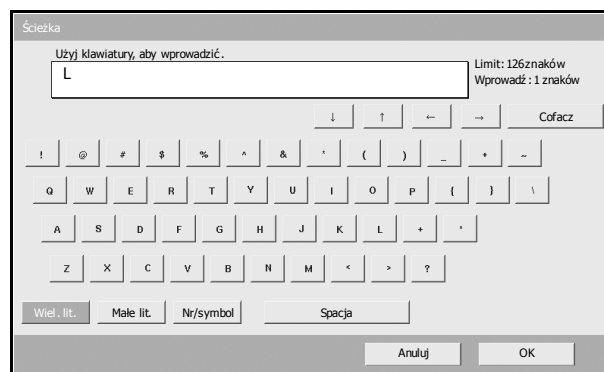 Ścieżka
Użyj klawiatury, aby wprowadzić.
Limit: 126znaków
L
Wprowadź : 1 znaków
↓ ↑ ← → Cofacz
! @ # $ % ^ & * ( ) _ + ~
Q W E R T Y U I O P { } \
A S D F G H J K L + *
Z X C V B N M < > ?
Wiel. lit. Małe lit. Nr/symbol Spacja
Anuluj OK